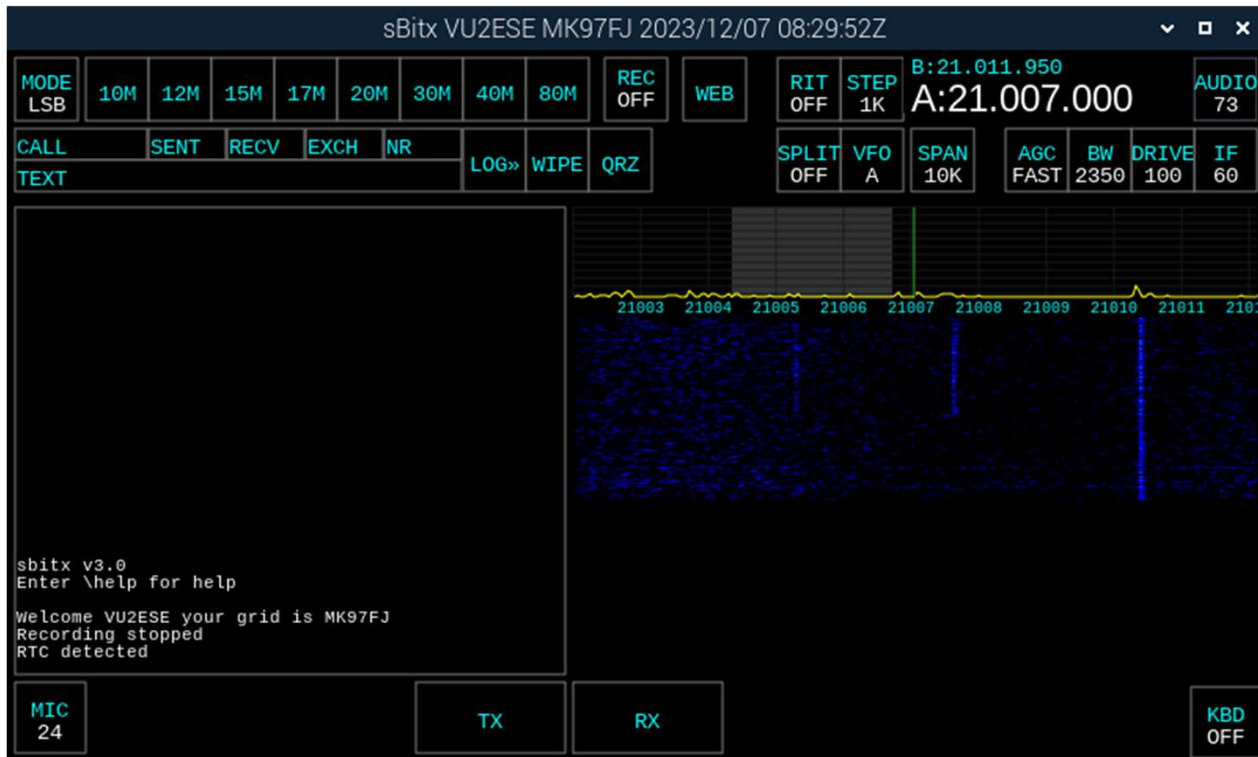 sBitx VU2ESE MK97FJ 2023/12/07 08:29:52Z
MODE LSB 10M 12M 15M 17M 20M 30M 40M 80M REC OFF WEB RIT OFF STEP 1K B:21.011.950 A:21.007.000 AUDIO 73
CALL SENT RECV EXCH NR
TEXT
LOG» WIPE QRZ SPLIT OFF VFO A SPAN 10K AGC FAST BW 2350 DRIVE 100 IF 60
21003 21004 21005 21006 21007 21008 21009 21010 21011
sbitx v3.0
Enter \help for help
Welcome VU2ESE your grid is MK97FJ
Recording stopped
RTC detected
MIC 24 TX RX KBD OFF